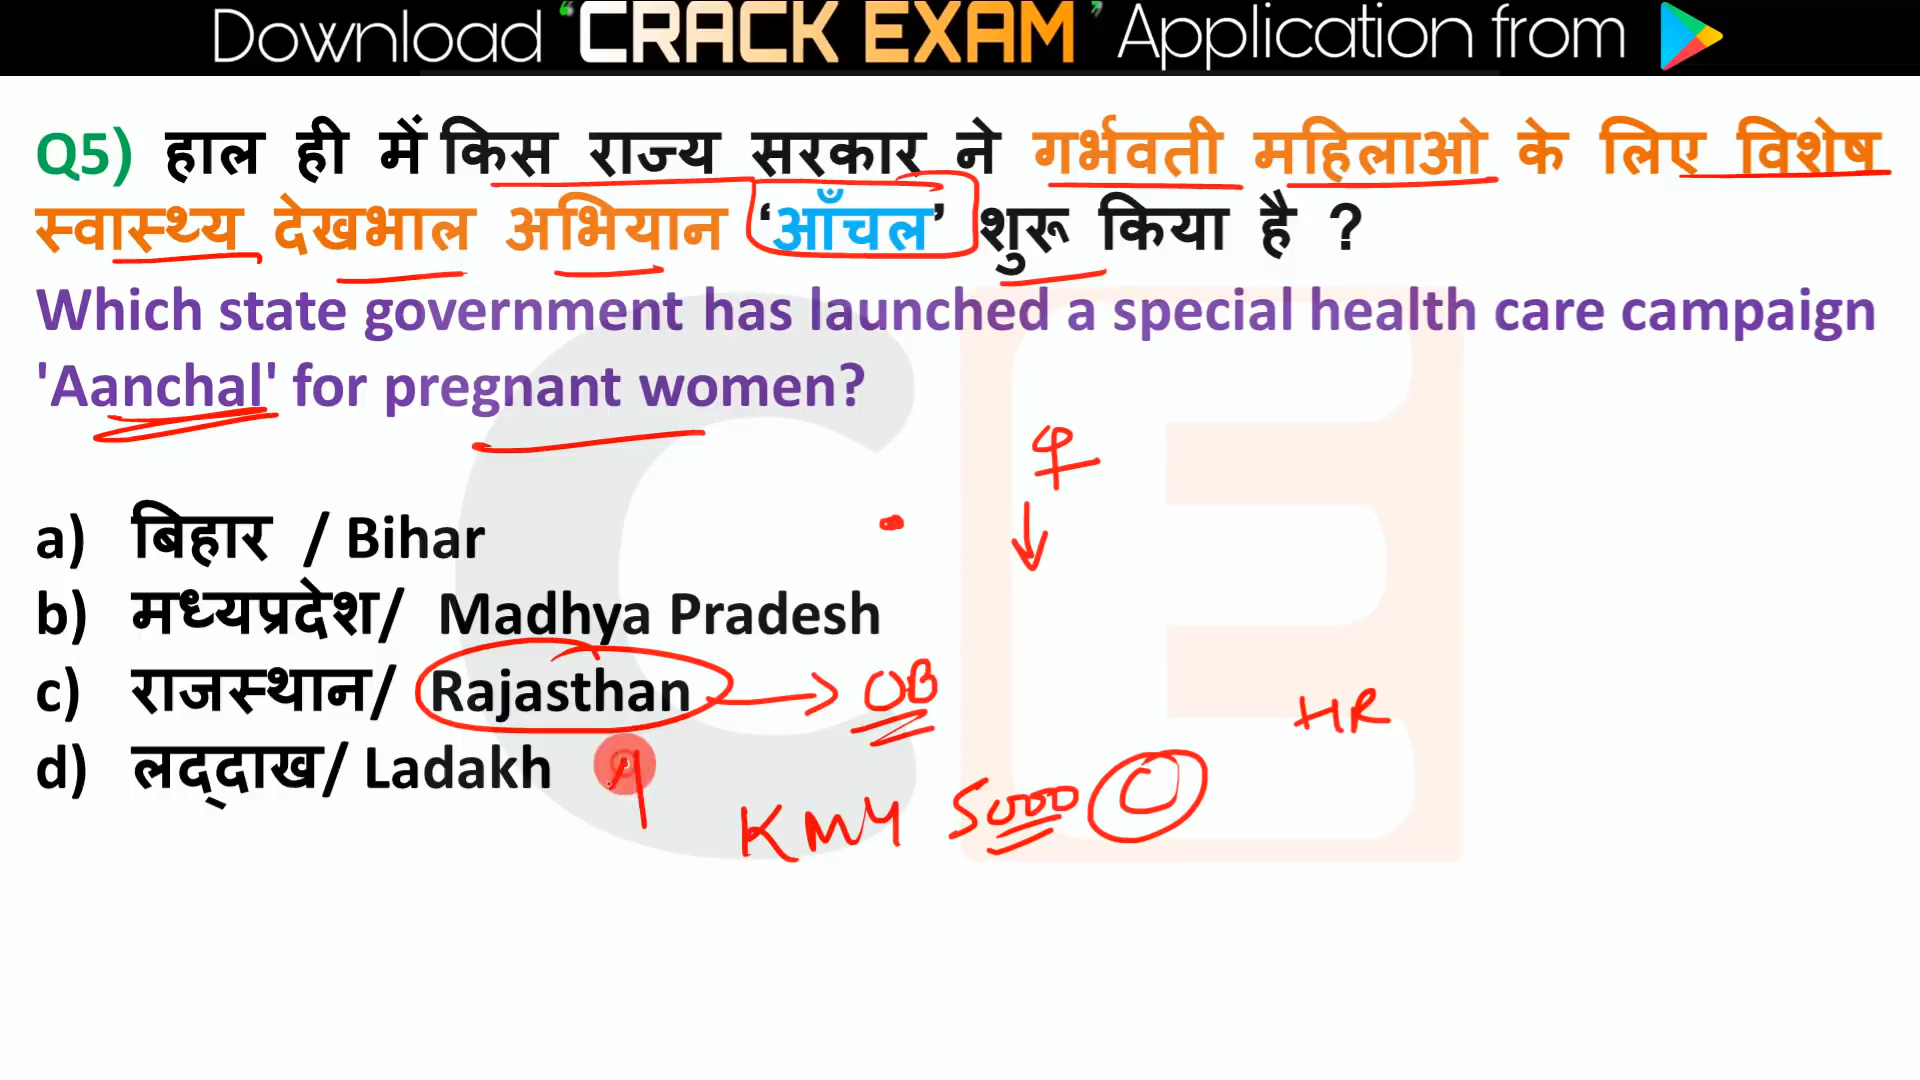 Download ‘CRACK EXAM’ Application from
Q5) हाल ही में किस राज्य सरकार ने गर्भवती महिलाओ के लिए विशेष
स्वास्थ्य देखभाल अभियान ‘आँचल’ शुरू किया है ?
Which state government has launched a special health care campaign
'Aanchal' for pregnant women?
a) बिहार / Bihar
b) मध्यप्रदेश/ Madhya Pradesh
c) राजस्थान/ Rajasthan → OB
HR
d) लद्दाख/ Ladakh
KMY 50000
CE